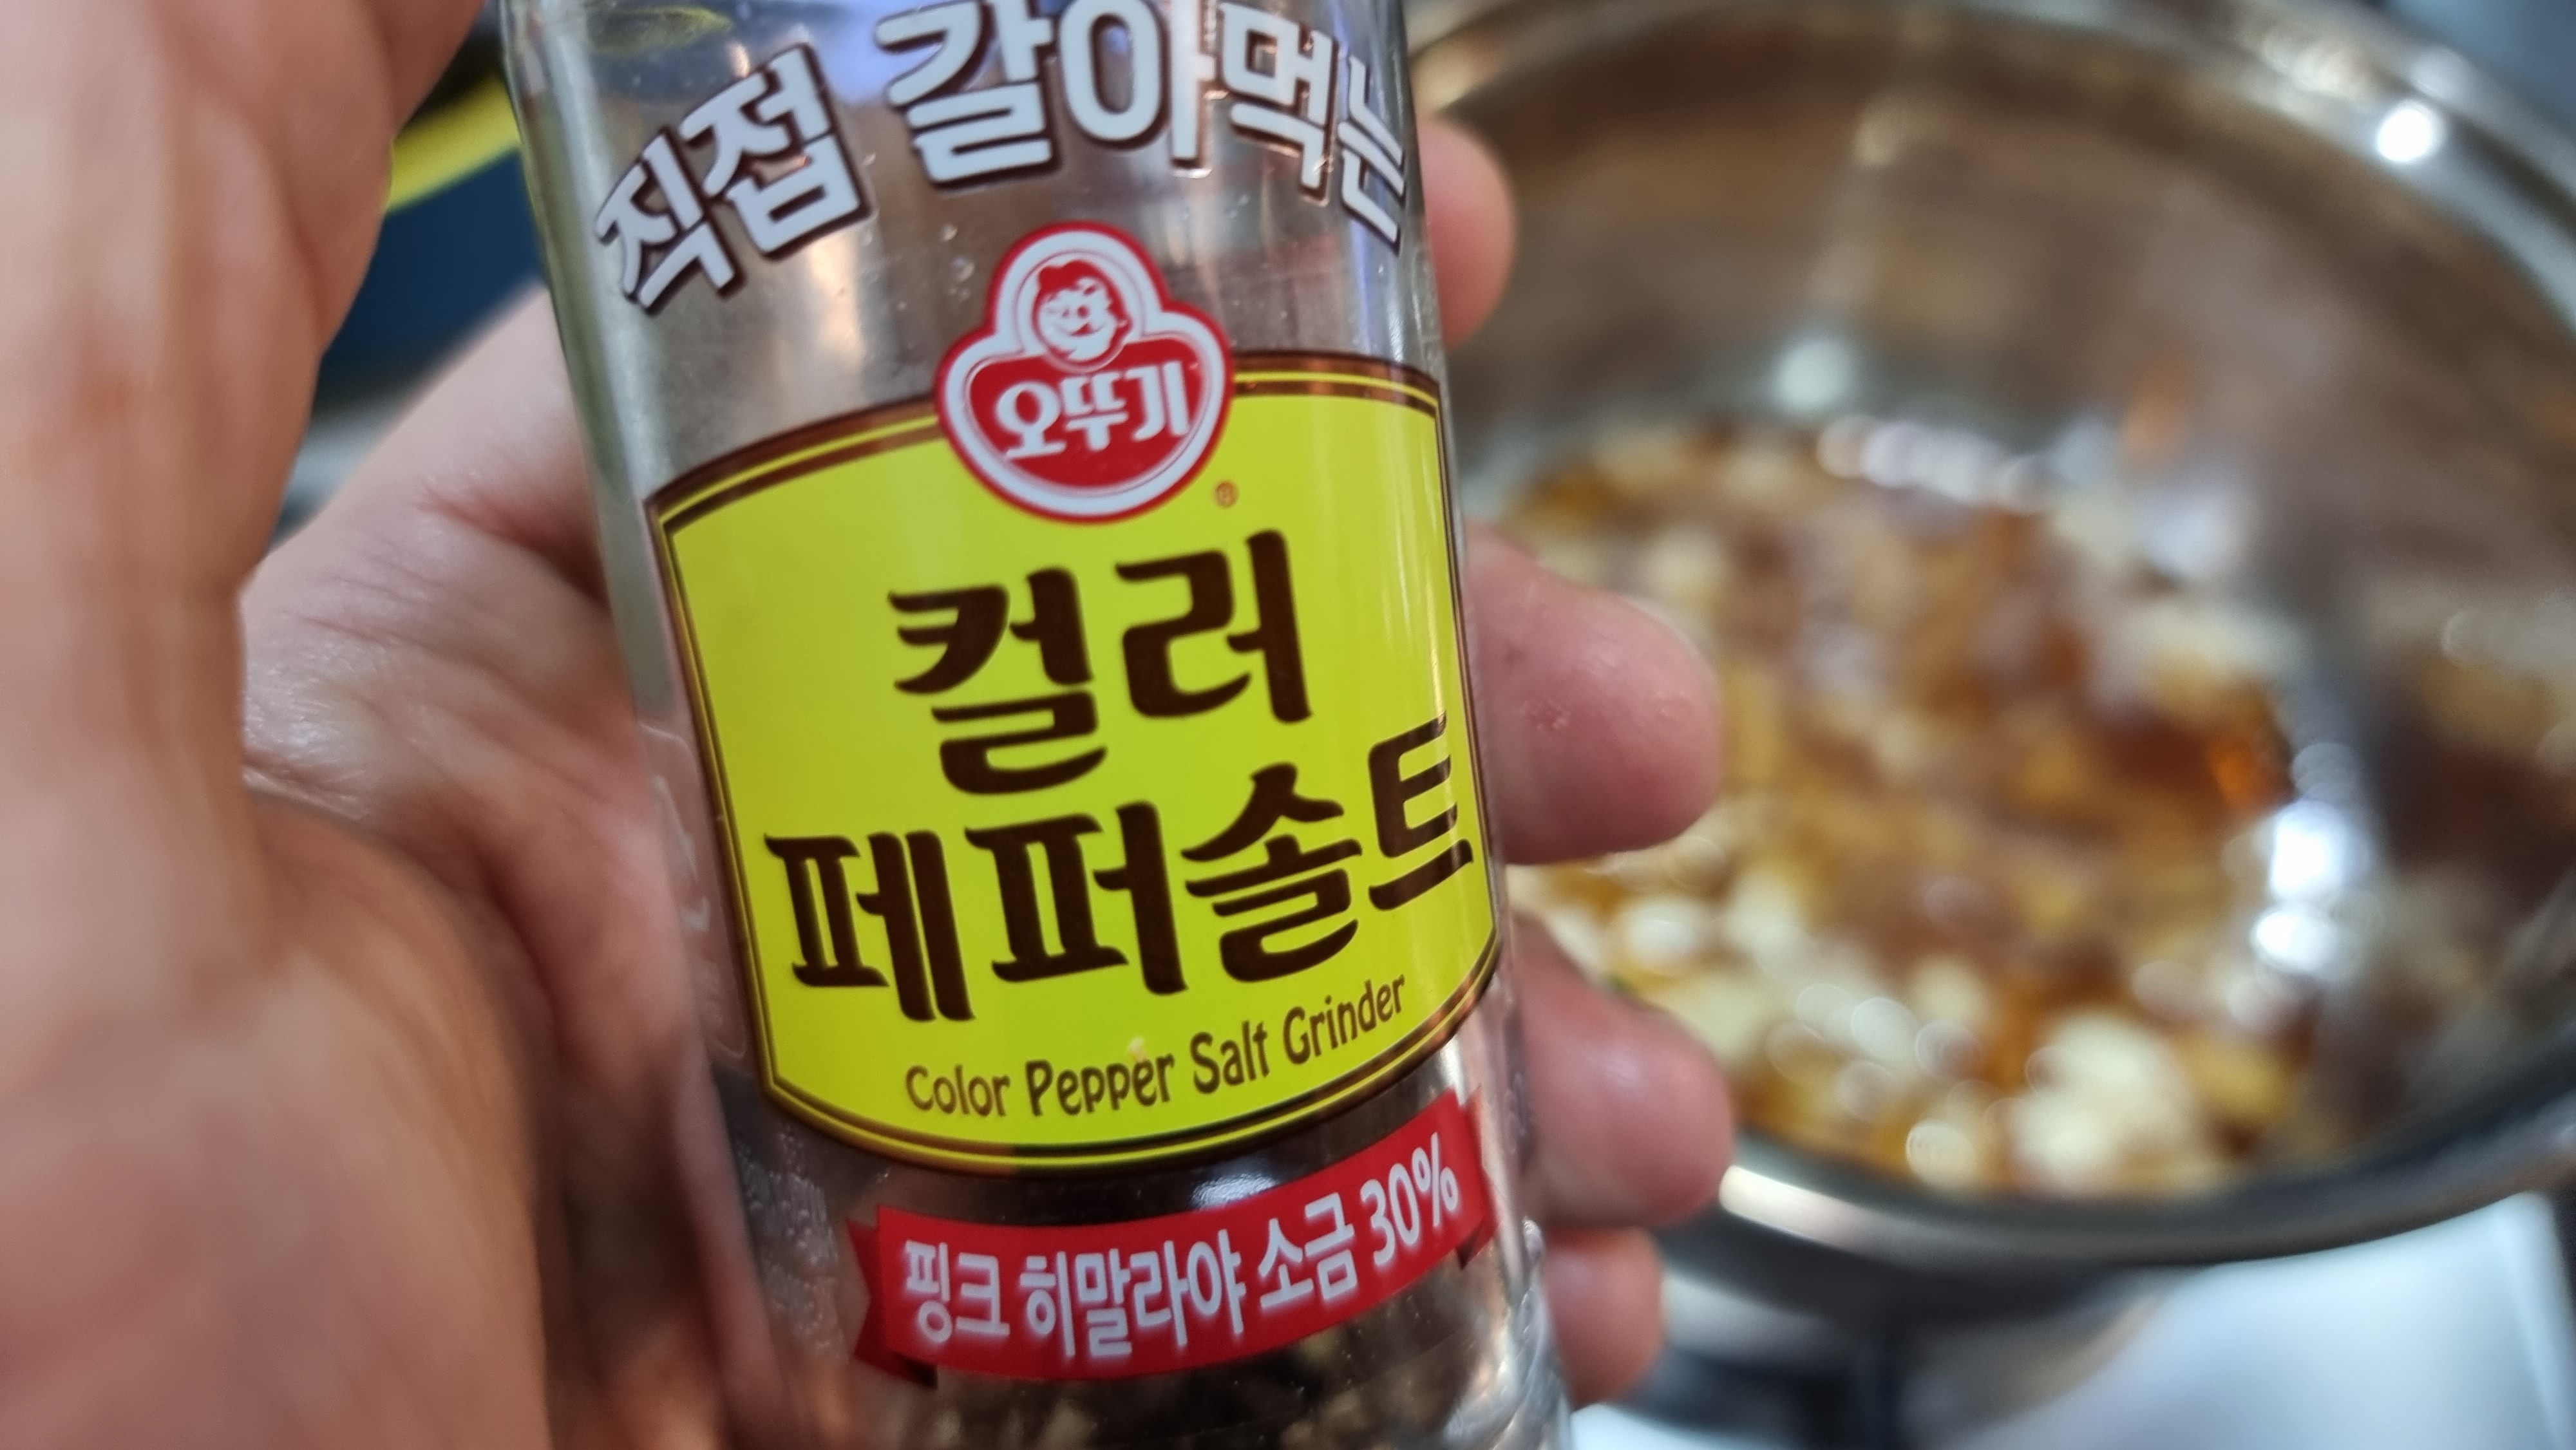 직접 갈아먹는
오뚜기
®
컬러
페퍼솔트
Color Pepper Salt Grinder
핑크 히말라야 소금 30%